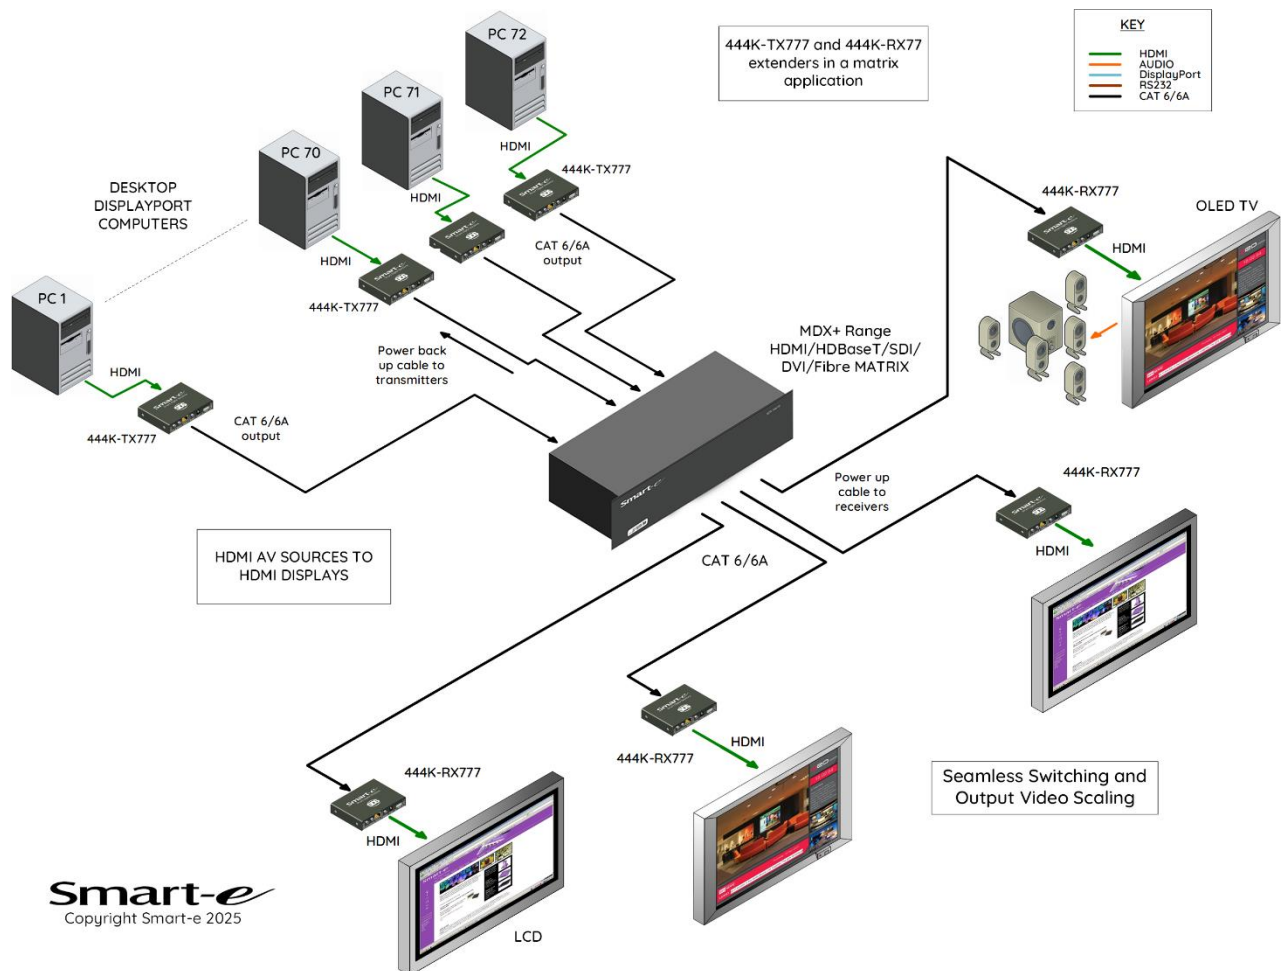 PC 72
444K-TX777 and 444K-RX77
extenders in a matrix
application
KEY
HDMI
AUDIO
DisplayPort
RS232
CAT 6/6A
PC 71
PC 70
HDMI
444K-TX777
DESKTOP
DISPLAYPORT
COMPUTERS
HDMI
444K-RX777
OLED TV
HDMI
CAT 6/6A
output
HDMI
444K-TX777
PC 1
MDX+ Range
HDMI/HDBaseT/SDI/
DVI/Fibre MATRIX
Power back
up cable to
transmitters
HDMI
444K-TX777
CAT 6/6A
output
Smart-e
Power up
cable to
receivers
444K-RX777
HDMI
HDMI AV SOURCES TO
HDMI DISPLAYS
CAT 6/6A
444K-RX777
HDMI
444K-RX777
HDMI
Seamless Switching and
Output Video Scaling
Smart-e
Copyright Smart-e 2025
LCD